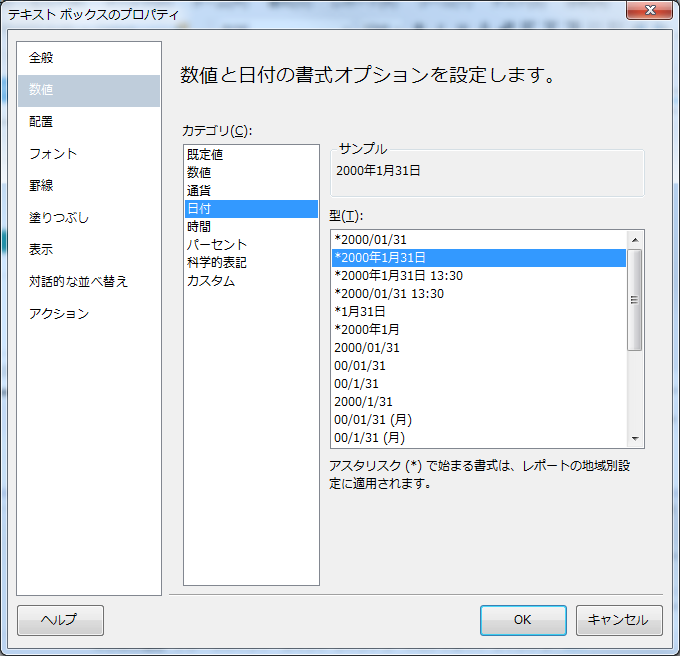 テキスト ボックスのプロパティ
全般
数値
配置
フォント
罫線
塗りつぶし
表示
対話的な並べ替え
アクション
数値と日付の書式オプションを設定します。
カテゴリ(C):
既定値
数値
通貨
日付
時間
パーセント
科学的表記
カスタム
サンプル
2000年1月31日
型(T):
*2000/01/31
*2000年1月31日
*2000年1月31日 13:30
*2000/01/31 13:30
*1月31日
*2000年1月
2000/01/31
00/01/31
00/1/31
2000/1/31
00/01/31 (月)
00/1/31 (月)
アスタリスク (*) で始まる書式は、レポートの地域別設
定に適用されます。
ヘルプ
OK
キャンセル